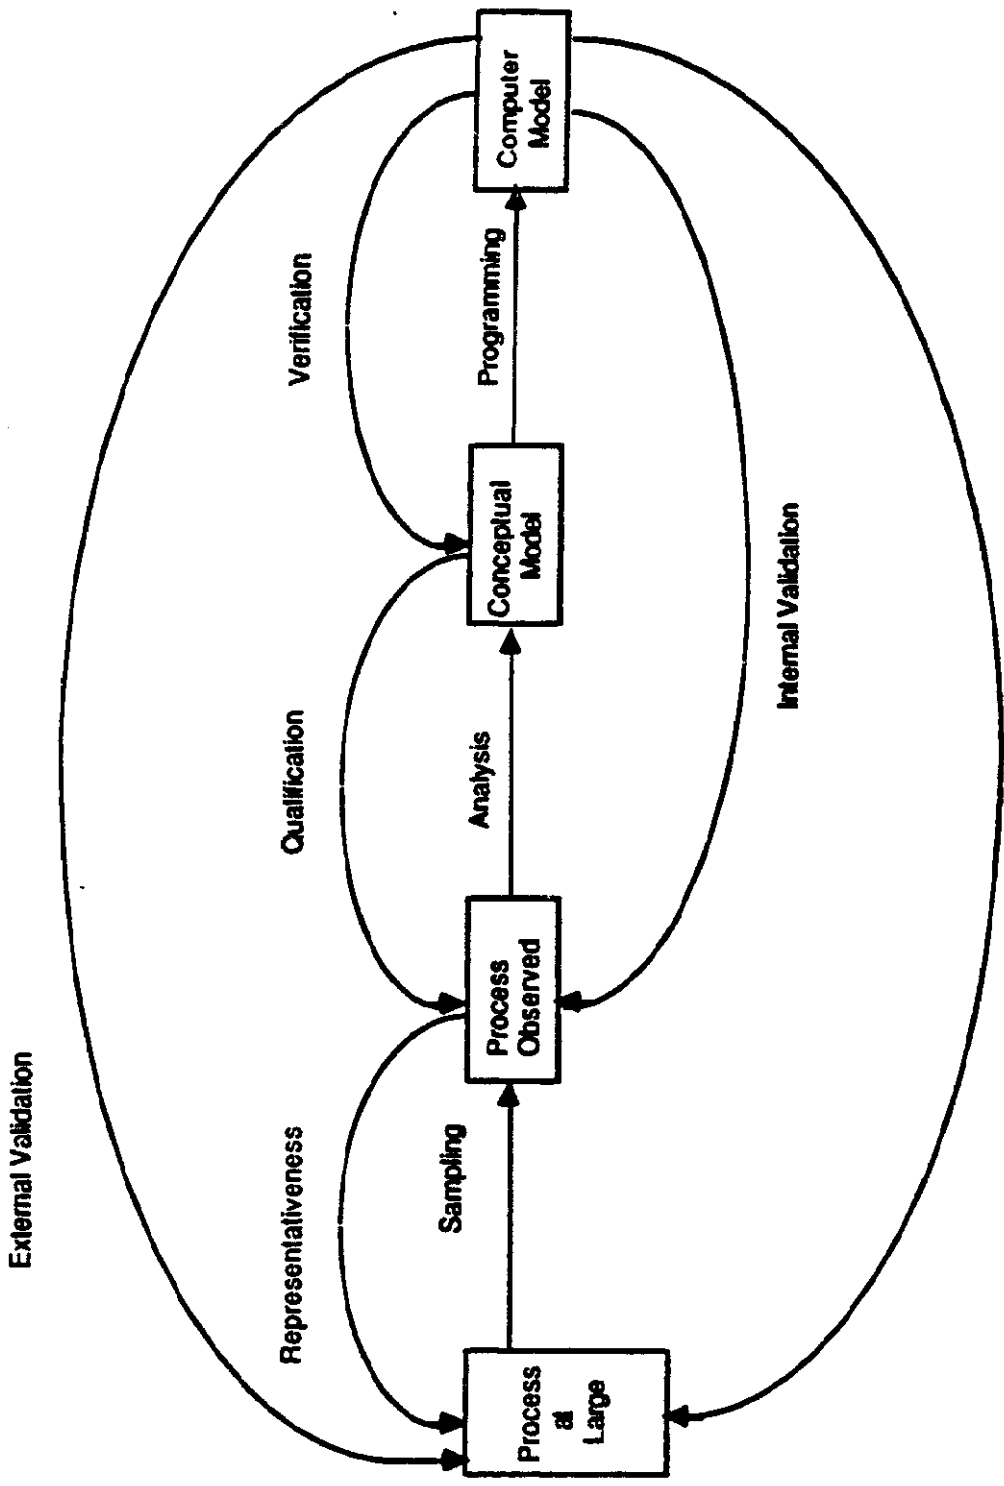 External Validation
Representativeness
Qualification
Verification
Process
at
Large
Sampling
Process
Observed
Analysis
Conceptual
Model
Programming
Computer
Model
Internal Validation